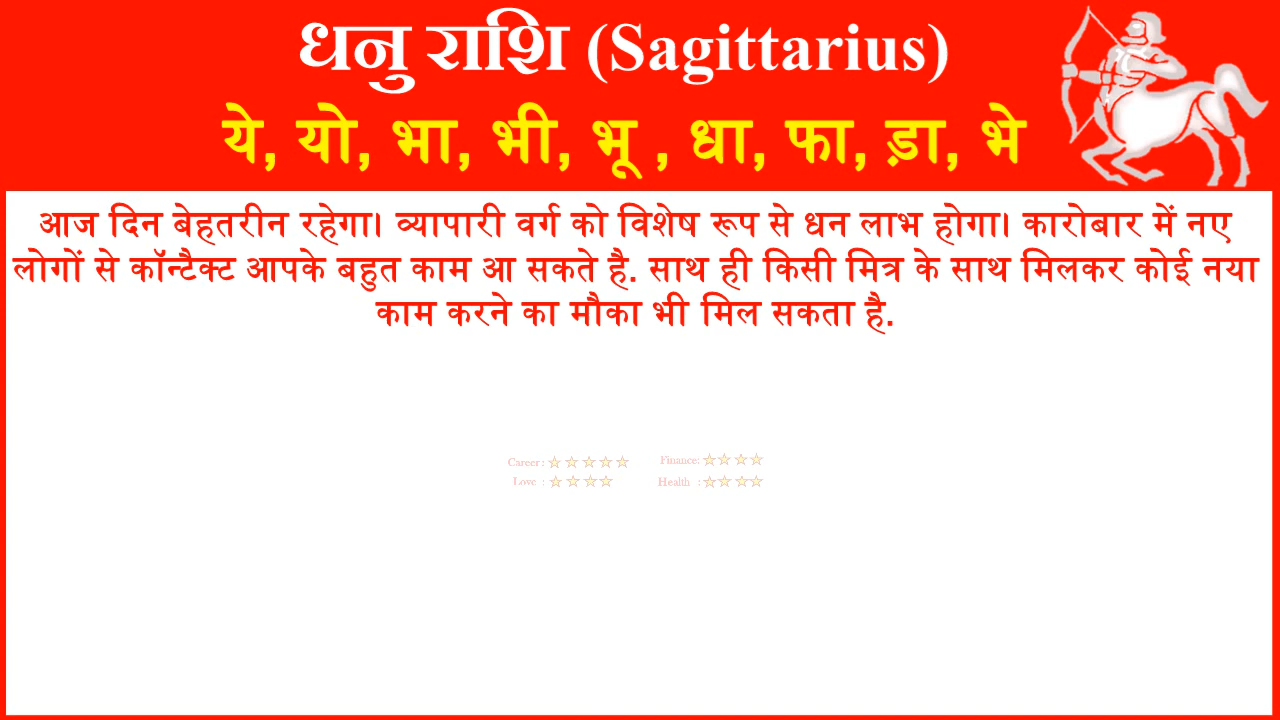 धनु राशि (Sagittarius)
ये, यो, भा, भी, भू , धा, फा, ड़ा, भे
आज दिन बेहतरीन रहेगा। व्यापारी वर्ग को विशेष रूप से धन लाभ होगा। कारोबार में नए
लोगों से कॉन्टैक्ट आपके बहुत काम आ सकते है. साथ ही किसी मित्र के साथ मिलकर कोई नया
काम करने का मौका भी मिल सकता है.
Career : ☆ ☆ ☆ ☆ ☆ Finance: ☆ ☆ ☆ ☆
Love : ☆ ☆ ☆ ☆ Health : ☆ ☆ ☆ ☆